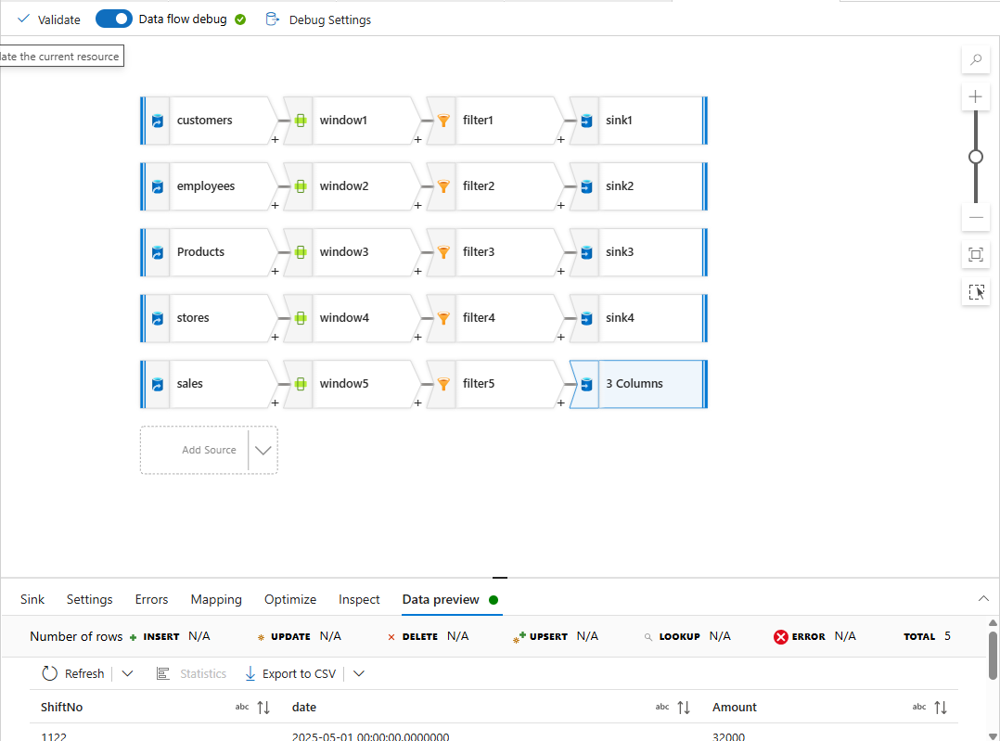 Validate Data flow debug Debug Settings
late the current resource
customers window1 filter1 sink1
employees window2 filter2 sink2
Products window3 filter3 sink3
stores window4 filter4 sink4
sales window5 filter5 3 Columns
Add Source
Sink Settings Errors Mapping Optimize Inspect Data preview
Number of rows + INSERT N/A * UPDATE N/A × DELETE N/A *+ UPSERT N/A LOOKUP N/A ERROR N/A TOTAL 5
Refresh Statistics Export to CSV
ShiftNo abc date abc Amount abc
1122 2025-05-01 00:00:00.0000000 32000